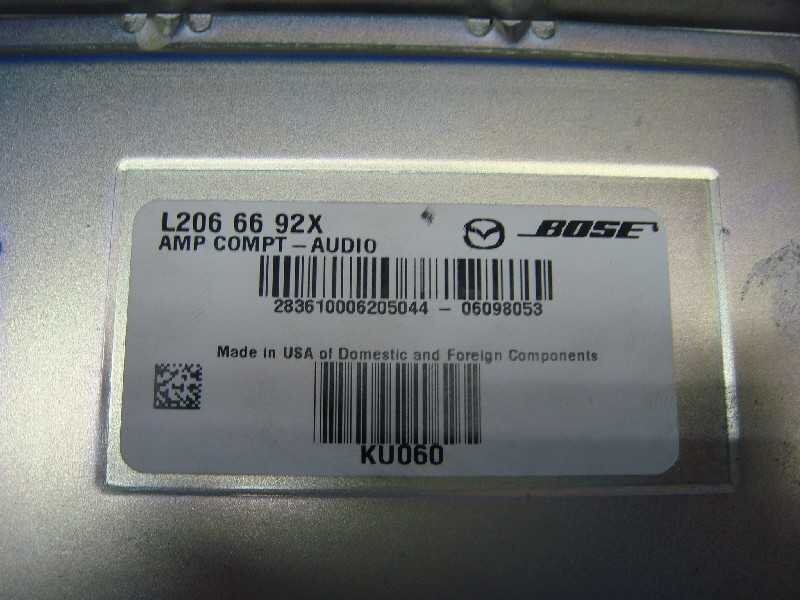 L206 66 92X
AMP COMPT - AUDIO
BOSE
283610006205044 - 06098053
Made in USA of Domestic and Foreign Components
KU060